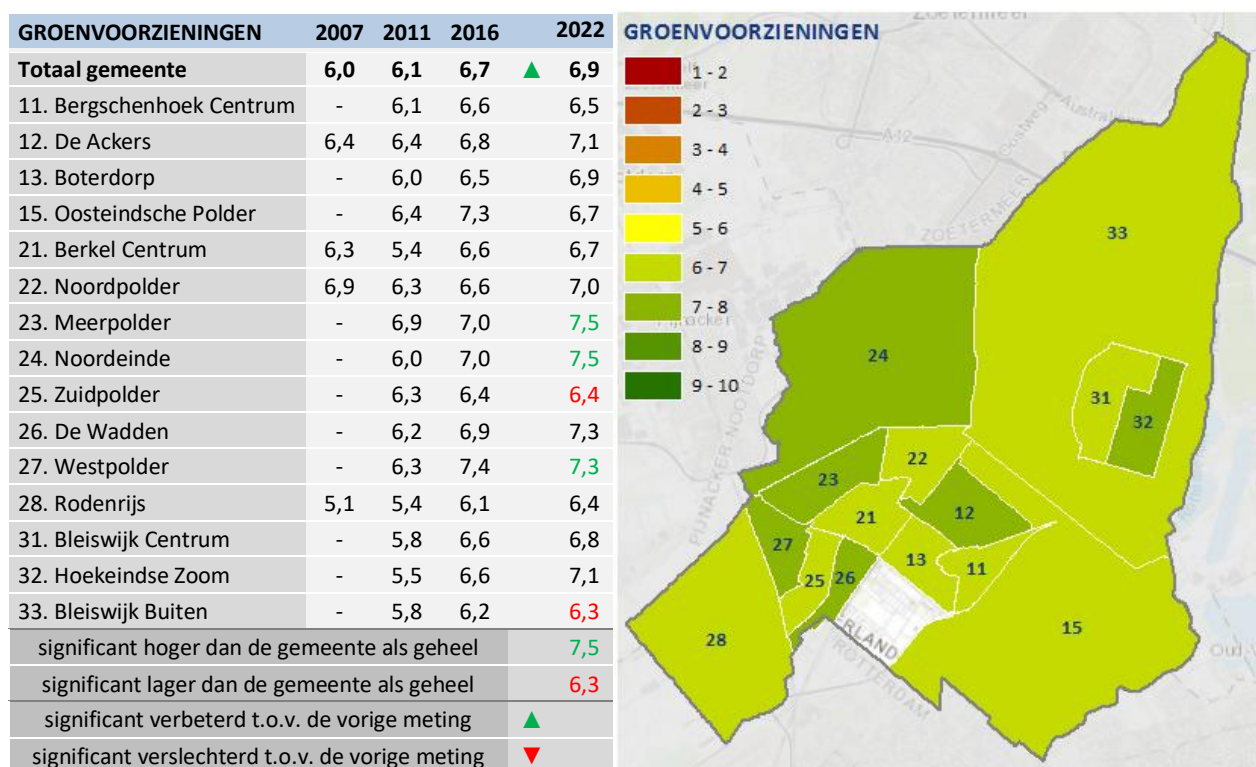 GROENVOORZIENINGEN 2007 2011 2016 2022
Totaal gemeente 6,0 6,1 6,7 ▲ 6,9
11. Bergschenhoek Centrum - 6,1 6,6 6,5
12. De Ackers 6,4 6,4 6,8 7,1
13. Boterdorp - 6,0 6,5 6,9
15. Oosteindsche Polder - 6,4 7,3 6,7
21. Berkel Centrum 6,3 5,4 6,6 6,7
22. Noordpolder 6,9 6,3 6,6 7,0
23. Meerpolder - 6,9 7,0 7,5
24. Noordeinde - 6,0 7,0 7,5
25. Zuidpolder - 6,3 6,4 6,4
26. De Wadden - 6,2 6,9 7,3
27. Westpolder - 6,3 7,4 7,3
28. Rodenrijs 5,1 5,4 6,1 6,4
31. Bleiswijk Centrum - 5,8 6,6 6,8
32. Hoekeindse Zoom - 5,5 6,6 7,1
33. Bleiswijk Buiten - 5,8 6,2 6,3
significant hoger dan de gemeente als geheel 7,5
significant lager dan de gemeente als geheel 6,3
significant verbeterd t.o.v. de vorige meting ▲
significant verslechterd t.o.v. de vorige meting ▼
GROENVOORZIENINGEN
1 - 2
2 - 3
3 - 4
4 - 5
5 - 6
6 - 7
7 - 8
8 - 9
9 - 10
Zoetermeer
A12
Oostweg
ZOETERMEER
PIJNACKER-NOOTDORP
ERLAND
ROTTERDAM
33
24
31
32
22
23
12
21
27
13
11
25
26
28
15